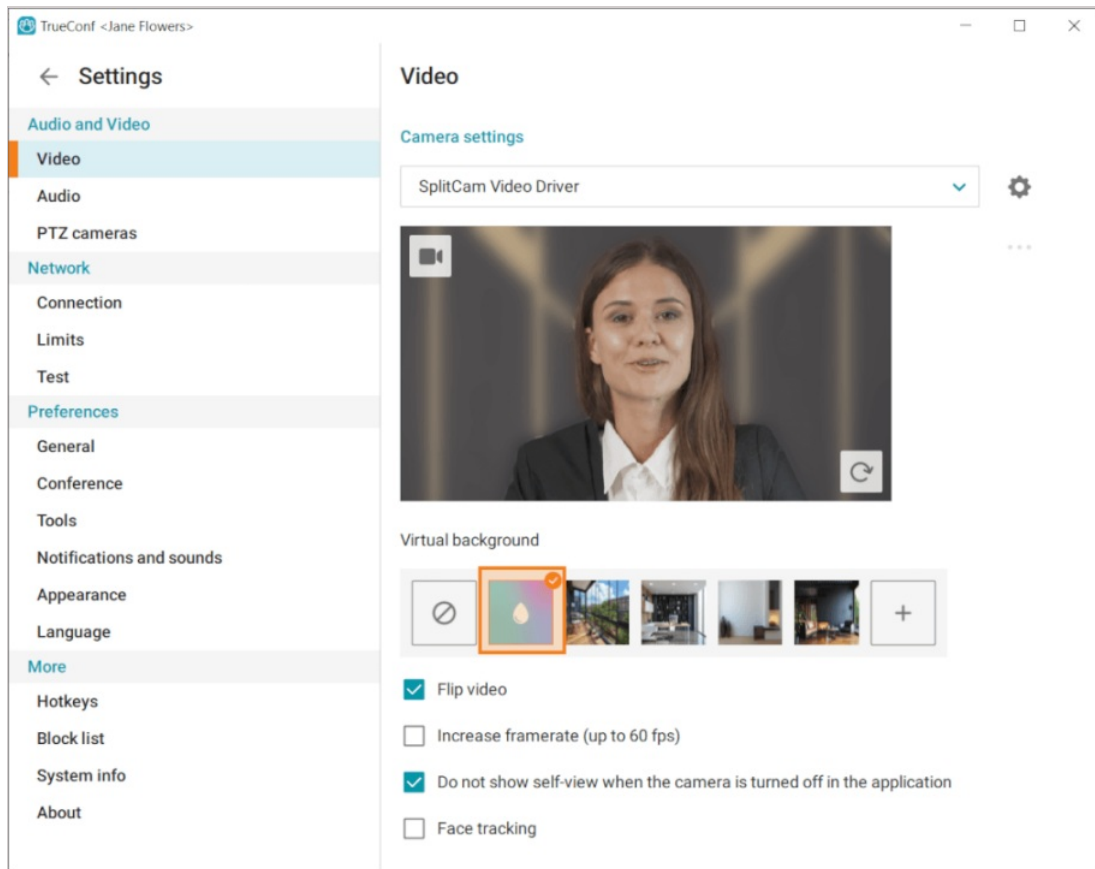 TrueConf <Jane Flowers>
Settings
Audio and Video
Video
Audio
PTZ cameras
Network
Connection
Limits
Test
Preferences
General
Conference
Tools
Notifications and sounds
Appearance
Language
More
Hotkeys
Block list
System info
About
Video
Camera settings
SplitCam Video Driver
Virtual background
Flip video
Increase framerate (up to 60 fps)
Do not show self-view when the camera is turned off in the application
Face tracking